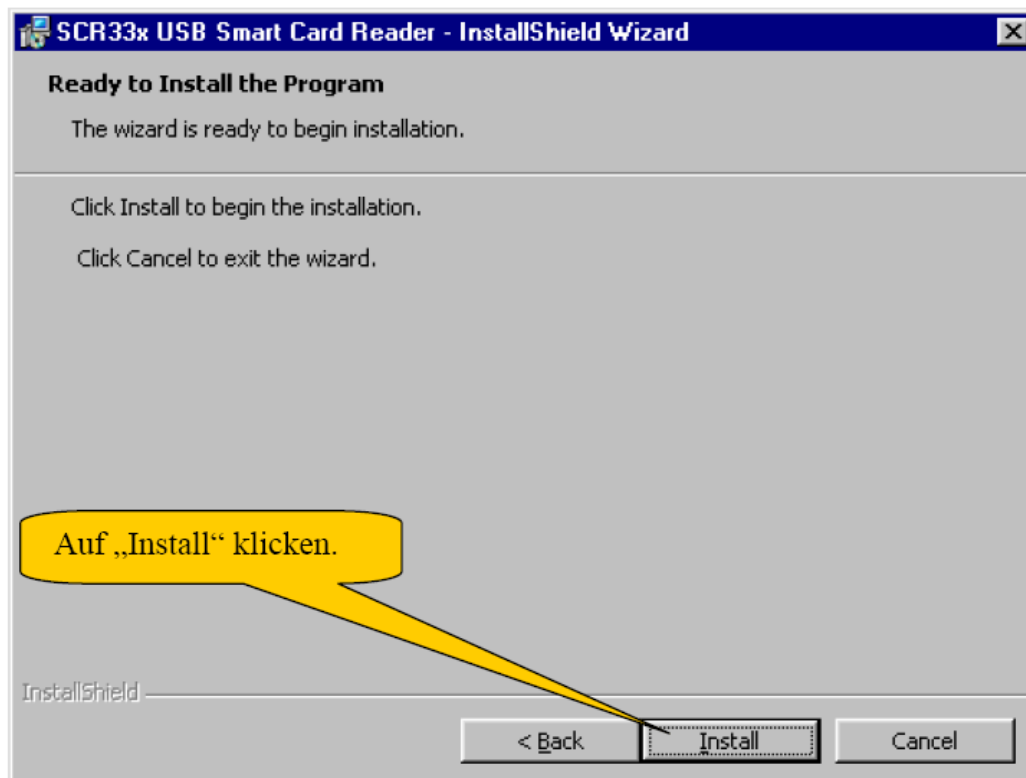 SCR33x USB Smart Card Reader - InstallShield Wizard
Ready to Install the Program
The wizard is ready to begin installation.
Click Install to begin the installation.
Click Cancel to exit the wizard.
Auf „Install“ klicken.
InstallShield
< Back
Install
Cancel